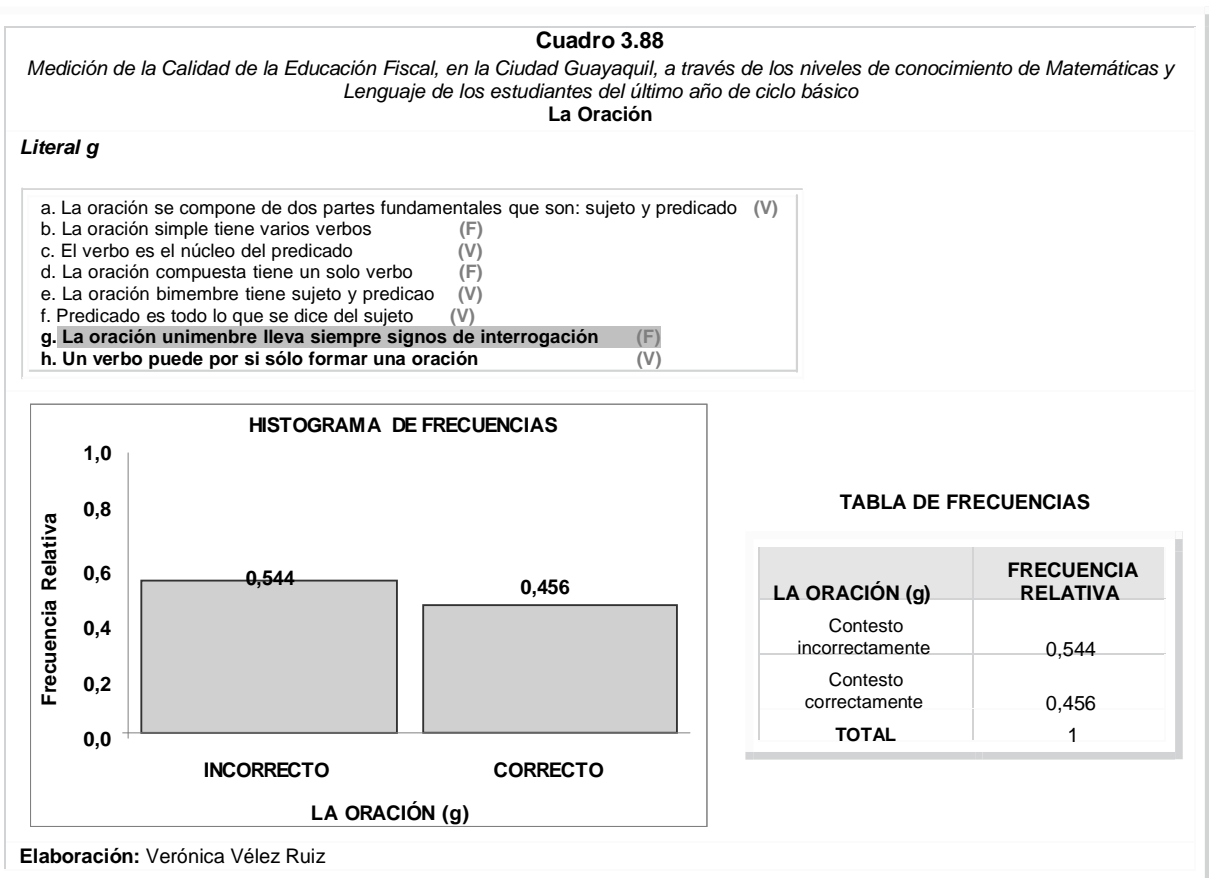 Cuadro 3.88
Medición de la Calidad de la Educación Fiscal, en la Ciudad Guayaquil, a través de los niveles de conocimiento de Matemáticas y
Lenguaje de los estudiantes del último año de ciclo básico
La Oración
Literal g
a. La oración se compone de dos partes fundamentales que son: sujeto y predicado (V)
b. La oración simple tiene varios verbos (F)
c. El verbo es el núcleo del predicado (V)
d. La oración compuesta tiene un solo verbo (F)
e. La oración bimembre tiene sujeto y predicao (V)
f. Predicado es todo lo que se dice del sujeto (V)
g. La oración unimenbre lleva siempre signos de interrogación (F)
h. Un verbo puede por si sólo formar una oración (V)
HISTOGRAMA DE FRECUENCIAS
Frecuencia Relativa
1,0
0,8
0,6
0,4
0,2
0,0
0,544
0,456
INCORRECTO CORRECTO
LA ORACIÓN (g)
TABLA DE FRECUENCIAS
LA ORACIÓN (g) FRECUENCIA
RELATIVA
Contesto
incorrectamente 0,544
Contesto
correctamente 0,456
TOTAL 1
Elaboración: Verónica Vélez Ruiz